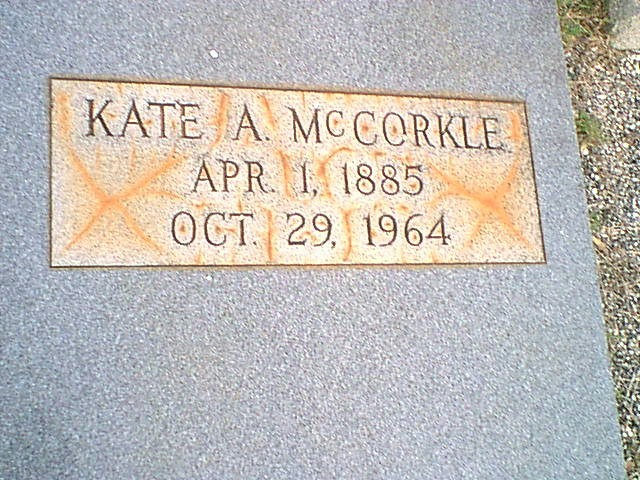 KATE A. McCORKLE
APR. 1, 1885
OCT. 29, 1964